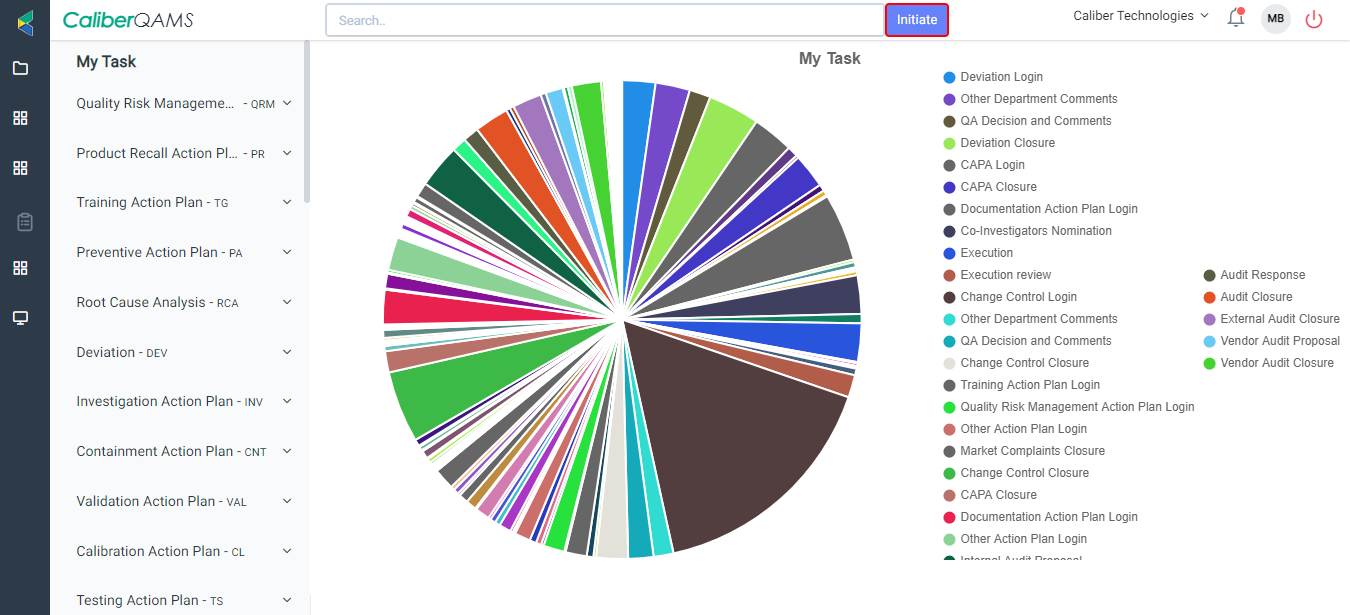 CaliberQAMS
Search..
Initiate
Caliber Technologies
MB
My Task
Quality Risk Manageme... - QRM
Product Recall Action Pl... - PR
Training Action Plan - TG
Preventive Action Plan - PA
Root Cause Analysis - RCA
Deviation - DEV
Investigation Action Plan - INV
Containment Action Plan - CNT
Validation Action Plan - VAL
Calibration Action Plan - CL
Testing Action Plan - TS
My Task
Deviation Login
Other Department Comments
QA Decision and Comments
Deviation Closure
CAPA Login
CAPA Closure
Documentation Action Plan Login
Co-Investigators Nomination
Execution
Execution review
Change Control Login
Other Department Comments
QA Decision and Comments
Change Control Closure
Training Action Plan Login
Quality Risk Management Action Plan Login
Other Action Plan Login
Market Complaints Closure
Change Control Closure
CAPA Closure
Documentation Action Plan Login
Other Action Plan Login
Internal Audit Proposal
Audit Response
Audit Closure
External Audit Closure
Vendor Audit Proposal
Vendor Audit Closure